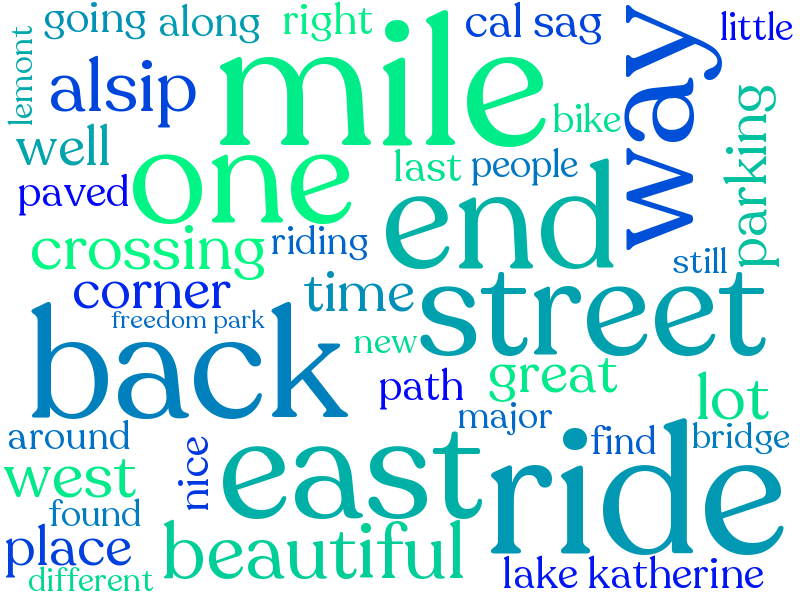 going along right cal sag little
lemont
alsip mile way
bike
well one last people parking
paved end
crossing riding still
corner time street
freedom park new
back path great lot
major
around nice east ride find bridge
west
found
place beautiful lake katherine
different